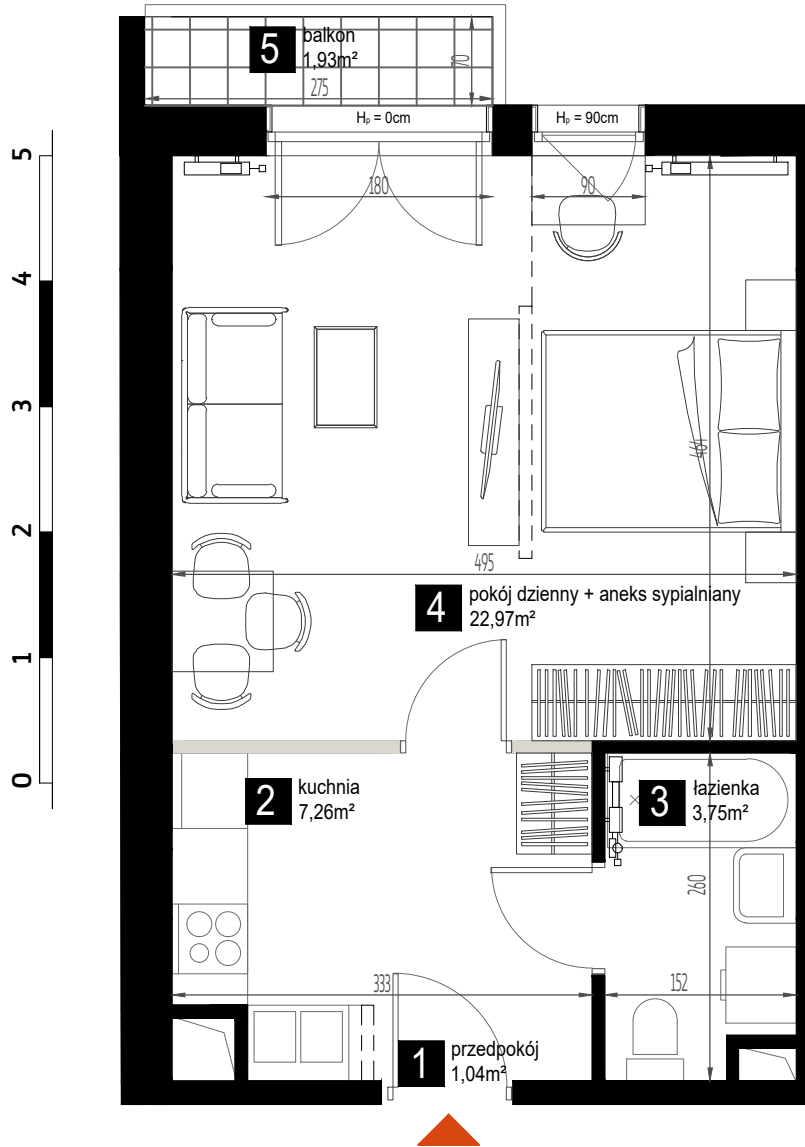 5
balkon
1,93m²
70
275
Hₚ = 0cm
Hₚ = 90cm
180
90
5
4
3
2
1
0
464
495
4
pokój dzienny + aneks sypialniany
22,97m²
2
kuchnia
7,26m²
3
łazienka
3,75m²
260
333
152
1
przedpokój
1,04m²